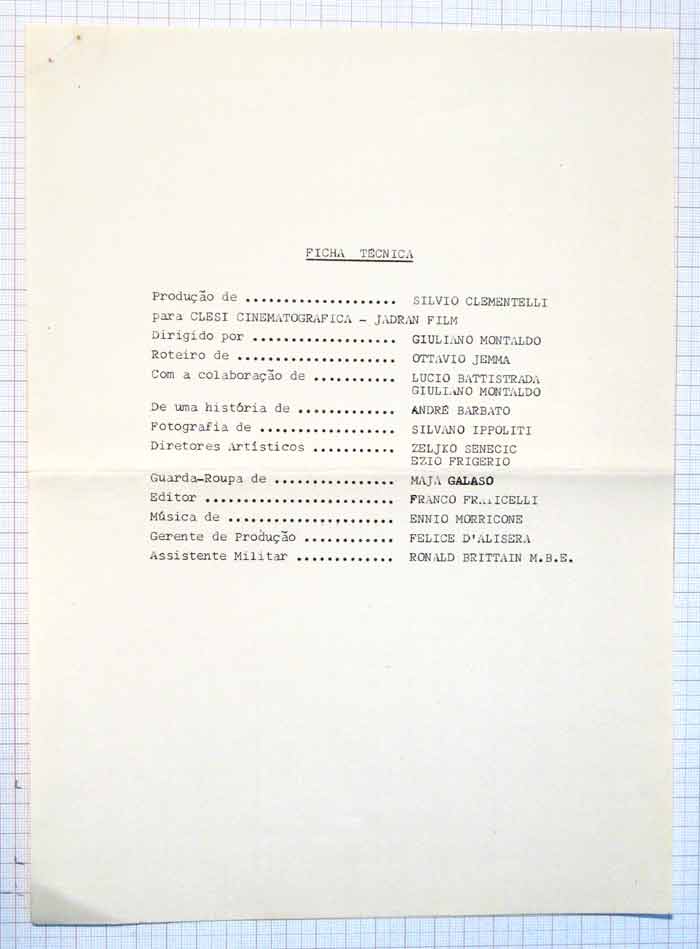 FICHA TÉCNICA
Produção de .................... SILVIO CLEMENTELLI
para CLESI CINEMATOGRAFICA - JADRAN FILM
Dirigido por ................... GIULIANO MONTALDO
Roteiro de ..................... OTTAVIO JEMMA
Com a colaboração de ........... LUCIO BATTISTRADA
GIULIANO MONTALDO
De uma história de ............. ANDRÉ BARBATO
Fotografia de .................. SILVANO IPPOLITI
Diretores Artísticos ........... ZELJKO SENECIC
EZIO FRIGERIO
Guarda-Roupa de ................ MAJA GALASO
Editor ......................... FRANCO
Música de ...................... ENNIO MORRICONE
Gerente de Produção ............ FELICE D'ALISERA
Assistente Militar ............. RONALD BRITTAIN M.B.E.